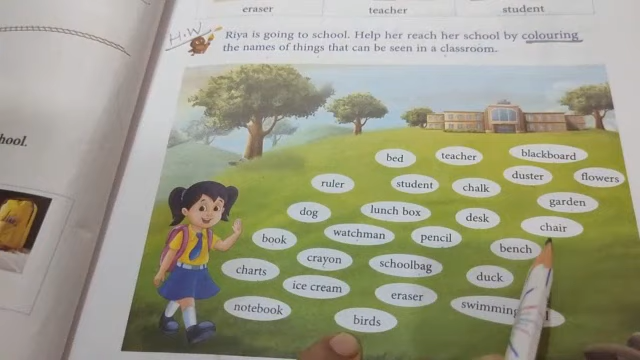 eraser teacher student
H.W
Riya is going to school. Help her reach her school by colouring
the names of things that can be seen in a classroom.
hool.
bed teacher blackboard
ruler student chalk duster flowers
dog lunch box desk garden
book watchman pencil chair
charts crayon schoolbag bench
notebook ice cream eraser duck
birds swimming